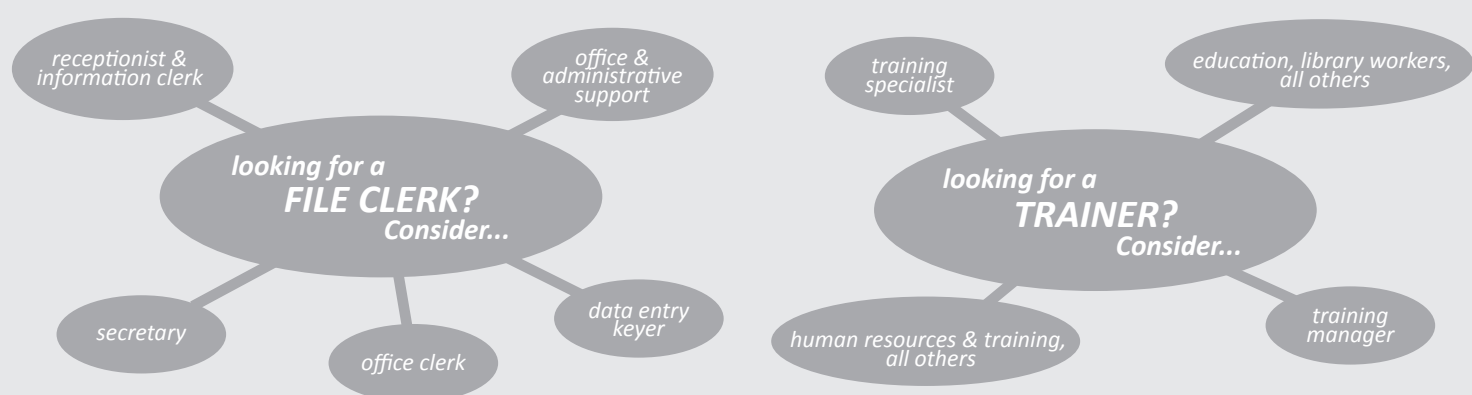 receptionist &
information clerk
office &
administrative
support
looking for a
FILE CLERK?
Consider...
secretary
office clerk
data entry
keyer
training
specialist
education, library workers,
all others
looking for a
TRAINER?
Consider...
human resources & training,
all others
training
manager